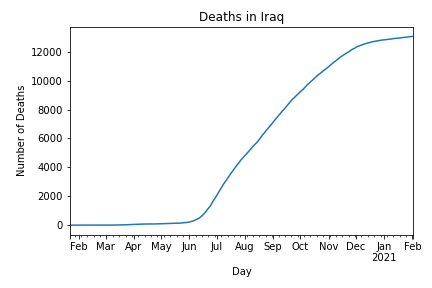 Deaths in Iraq
Number of Deaths
12000
10000
8000
6000
4000
2000
0
Feb Mar Apr May Jun Jul Aug Sep Oct Nov Dec Jan Feb
2021
Day